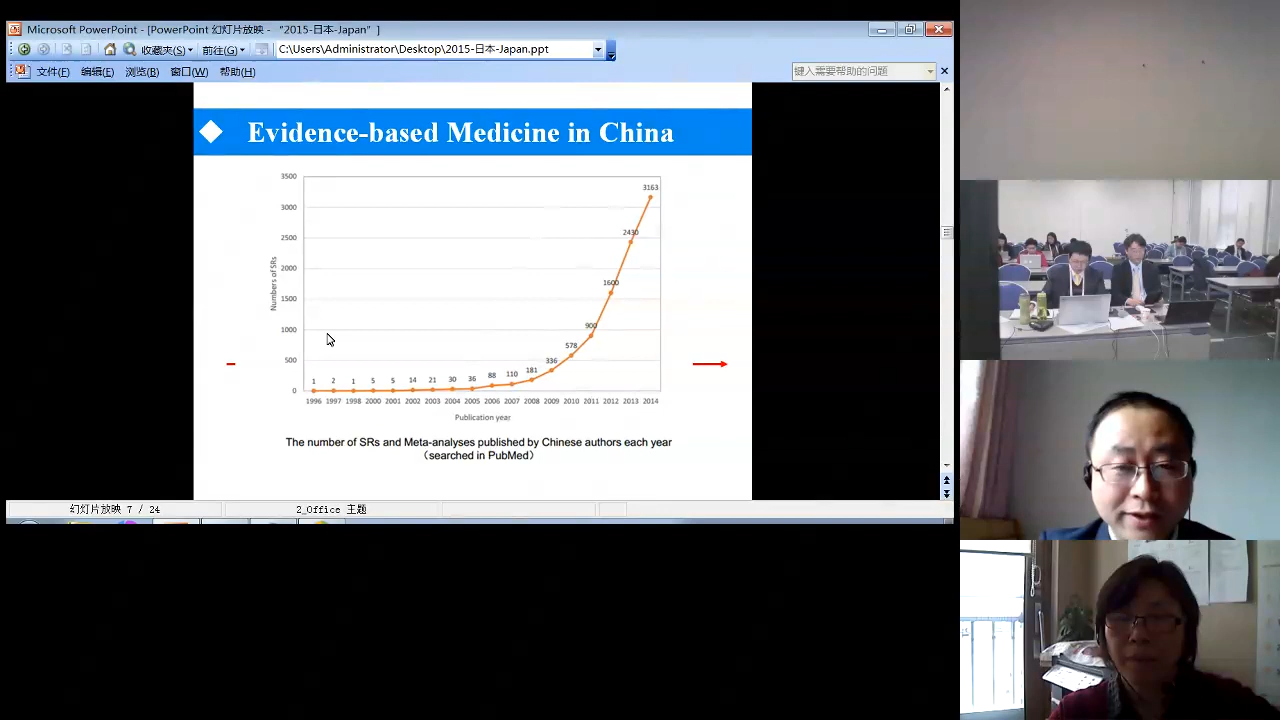 Microsoft PowerPoint - [PowerPoint 幻灯片放映 - “2015-日本-Japan”]
收藏夹(S) 前往(G) C:\Users\Administrator\Desktop\2015-日本-Japan.ppt
文件(F) 编辑(E) 浏览(B) 窗口(W) 帮助(H) 键入需要帮助的问题
Evidence-based Medicine in China
3500
3000
2500
2000
1500
1000
500
0
Numbers of SRs
1 2 1 5 5 14 21 30 36 88 110 181 336 578 900 1600 2430 3163
1996 1997 1998 2000 2001 2002 2003 2004 2005 2006 2007 2008 2009 2010 2011 2012 2013 2014
Publication year
The number of SRs and Meta-analyses published by Chinese authors each year
（searched in PubMed）
幻灯片放映 7 / 24 2_Office 主题